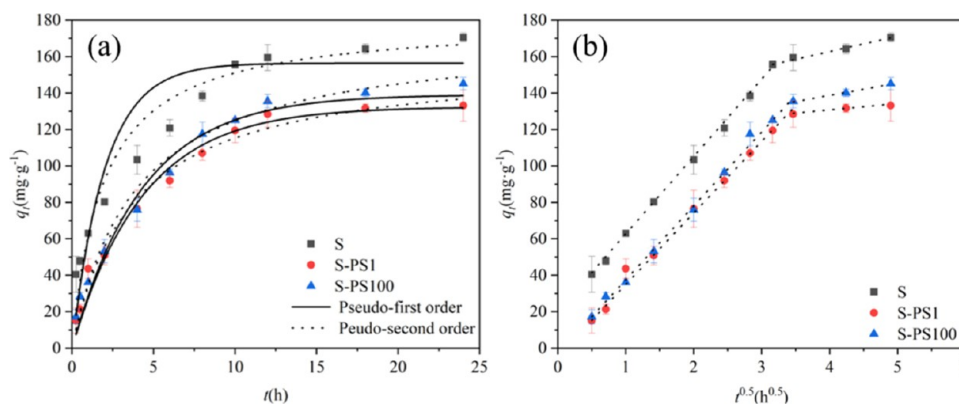 (a)
180
160
140
120
100
80
60
40
20
0
qₜ(mg·g⁻¹)
S
S-PS1
S-PS100
Pseudo-first order
Peudo-second order
0 5 10 15 20 25
t(h)
(b)
180
160
140
120
100
80
60
40
20
0
qₜ(mg·g⁻¹)
S
S-PS1
S-PS100
0 1 2 3 4 5
t⁰·⁵(h⁰·⁵)